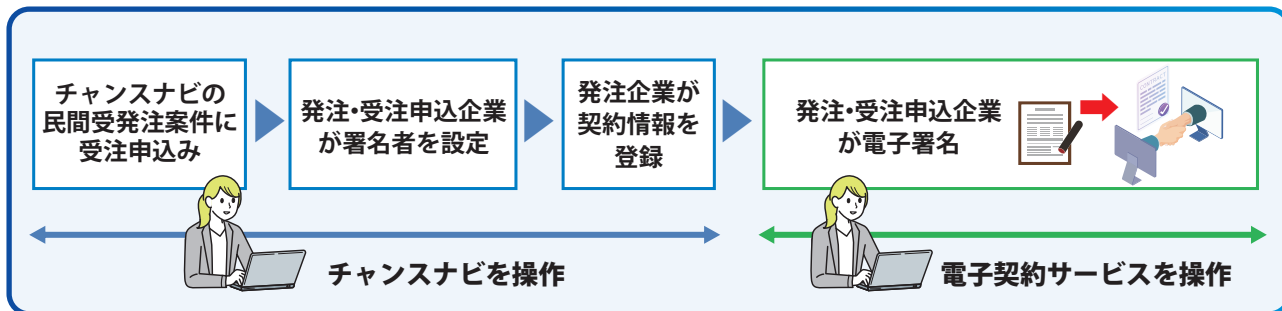 チャンスナビの
民間受発注案件に
受注申込み
発注・受注申込企業
が署名者を設定
発注企業が
契約情報を
登録
発注・受注申込企業
が電子署名
CONTRACT
チャンスナビを操作
電子契約サービスを操作